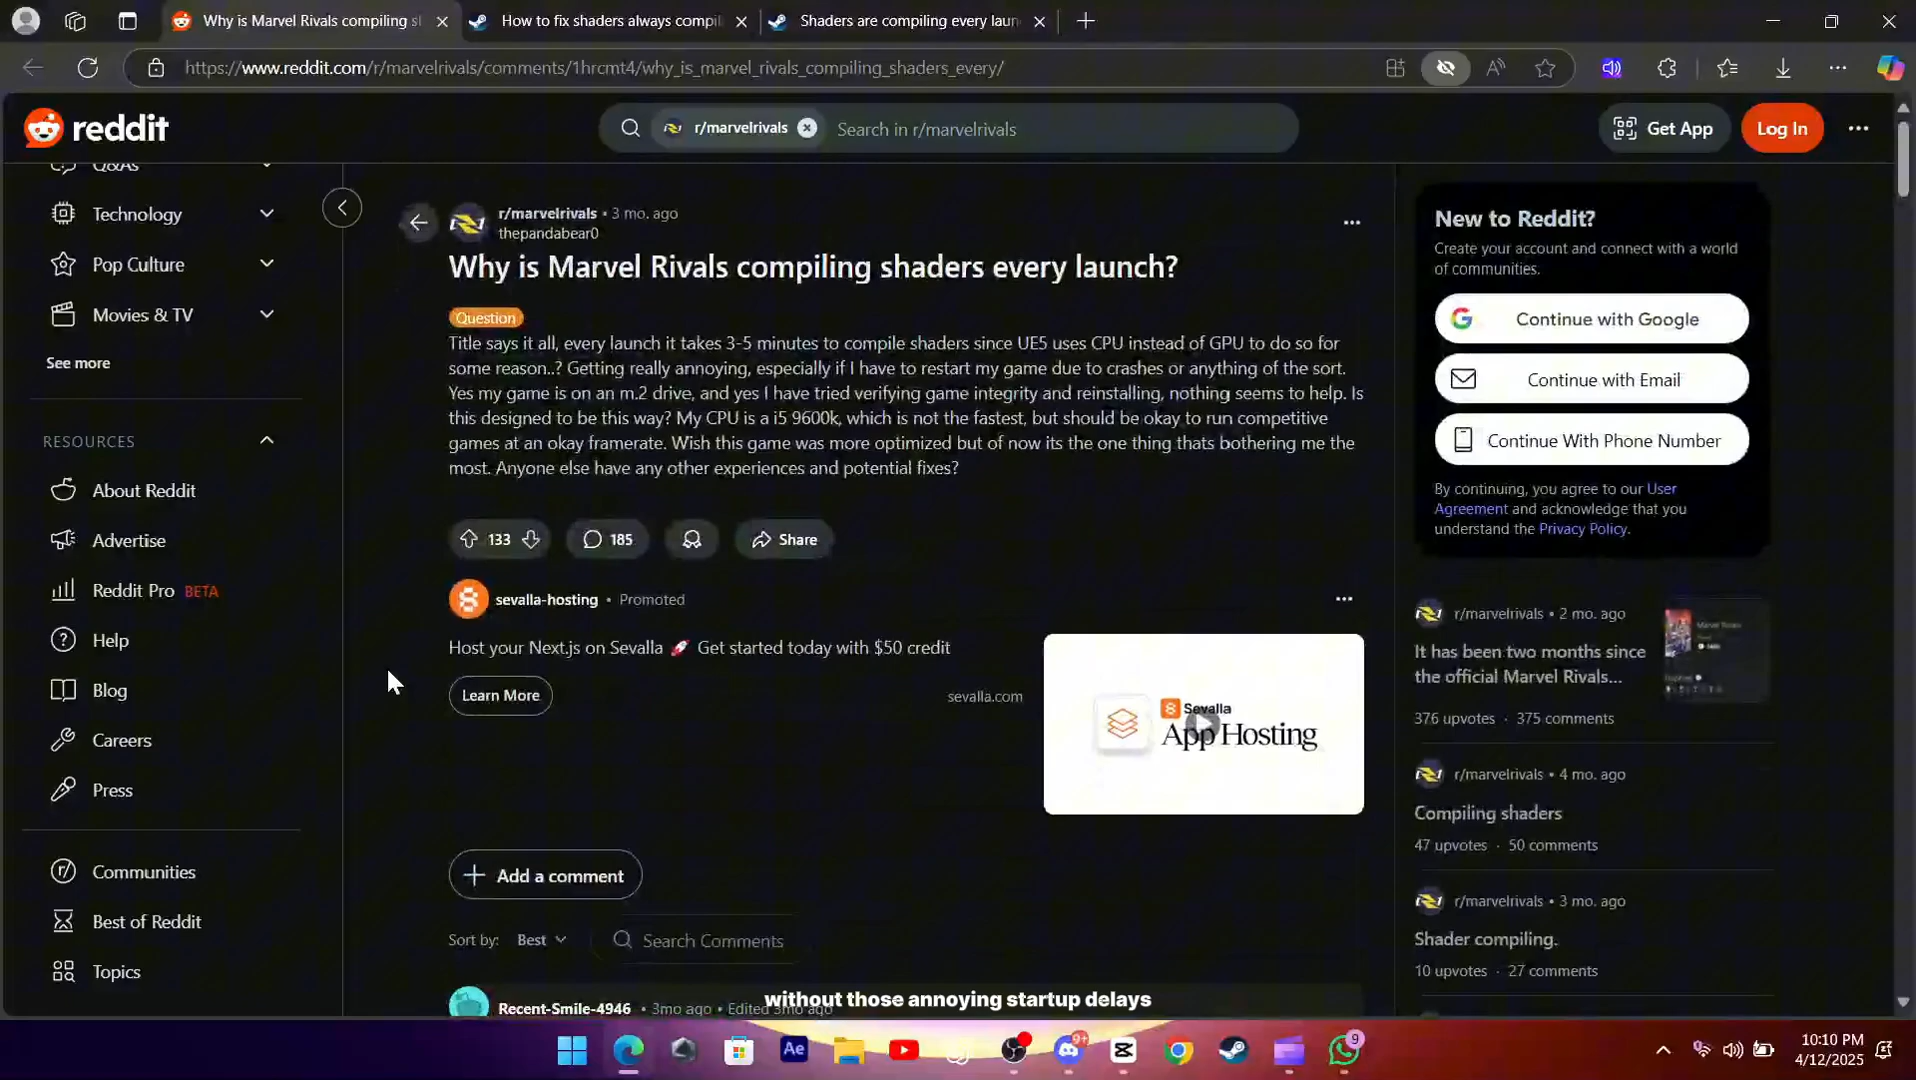 Why is Marvel Rivals compiling sh
How to fix shaders always compil
Shaders are compiling every laun
https://www.reddit.com/r/marvelrivals/comments/1hrcmt4/why_is_marvel_rivals_compiling_shaders_every/
reddit
r/marvelrivals
Search in r/marvelrivals
Get App
Log In
Q&As
Technology
Pop Culture
Movies & TV
See more
RESOURCES
About Reddit
Advertise
Reddit Pro BETA
Help
Blog
Careers
Press
Communities
Best of Reddit
Topics
r/marvelrivals • 3 mo. ago
thepandabear0
Why is Marvel Rivals compiling shaders every launch?
Question
Title says it all, every launch it takes 3-5 minutes to compile shaders since UE5 uses CPU instead of GPU to do so for
some reason..? Getting really annoying, especially if I have to restart my game due to crashes or anything of the sort.
Yes my game is on an m.2 drive, and yes I have tried verifying game integrity and reinstalling, nothing seems to help. Is
this designed to be this way? My CPU is a i5 9600k, which is not the fastest, but should be okay to run competitive
games at an okay framerate. Wish this game was more optimized but of now its the one thing thats bothering me the
most. Anyone else have any other experiences and potential fixes?
133
185
Share
sevalla-hosting • Promoted
Host your Next.js on Sevalla 🚀 Get started today with $50 credit
Learn More
sevalla.com
Sevalla
App Hosting
Add a comment
Sort by: Best
Search Comments
Recent-Smile-4946 • 3mo ago • Edited 3mo ago
without those annoying startup delays
New to Reddit?
Create your account and connect with a world
of communities.
Continue with Google
Continue with Email
Continue With Phone Number
By continuing, you agree to our User
Agreement and acknowledge that you
understand the Privacy Policy.
r/marvelrivals • 2 mo. ago
It has been two months since
the official Marvel Rivals...
376 upvotes · 375 comments
r/marvelrivals • 4 mo. ago
Compiling shaders
47 upvotes · 50 comments
r/marvelrivals • 3 mo. ago
Shader compiling.
10 upvotes · 27 comments
Ae
9+
9
10:10 PM
4/12/2025